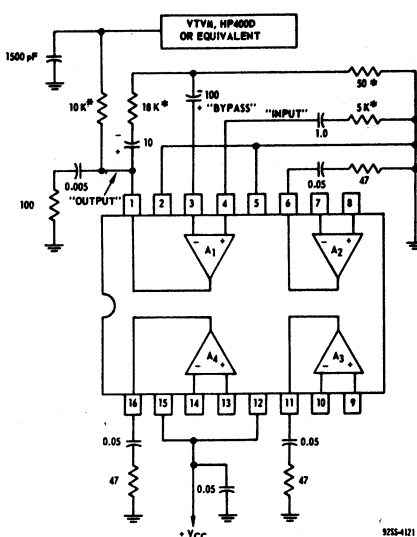 VTVM, HP400D
OR EQUIVALENT
1500 pF
10 K*
18 K*
100
"BYPASS"
"INPUT"
50 *
5 K*
1.0
10
0.005
"OUTPUT"
100
0.05
47
1 2 3 4 5 6 7 8
A1
A2
A4
A3
16 15 14 13 12 11 10 9
0.05
47
0.05
0.05
47
+ VCC
92SS-4121